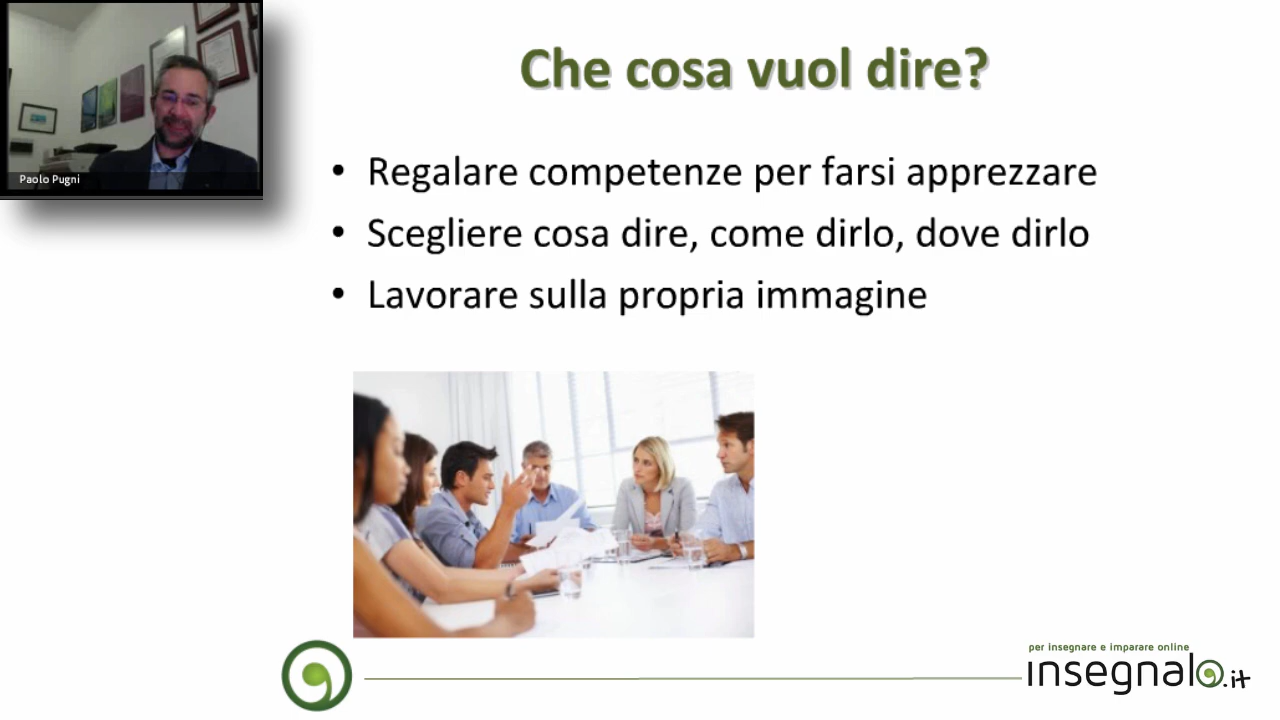 Paolo Pugni
Che cosa vuol dire?
• Regalare competenze per farsi apprezzare
• Scegliere cosa dire, come dirlo, dove dirlo
• Lavorare sulla propria immagine
per insegnare e imparare online
insegnalo.it